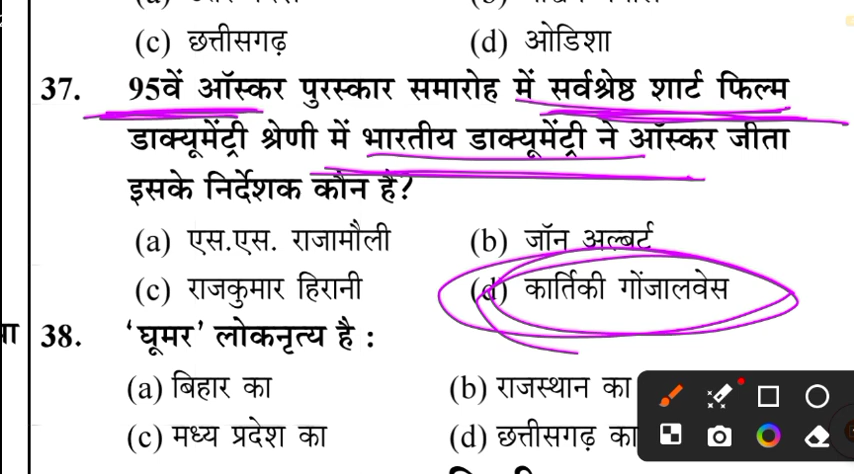 (c) छत्तीसगढ़ (d) ओडिशा
37. 95वें ऑस्कर पुरस्कार समारोह में सर्वश्रेष्ठ शार्ट फिल्म
डाक्यूमेंट्री श्रेणी में भारतीय डाक्यूमेंट्री ने ऑस्कर जीता
इसके निर्देशक कौन है?
(a) एस.एस. राजामौली (b) जॉन अल्बर्ट
(c) राजकुमार हिरानी (d) कार्तिकी गोंजालवेस
38. ‘घूमर’ लोकनृत्य है :
(a) बिहार का (b) राजस्थान का
(c) मध्य प्रदेश का (d) छत्तीसगढ़ का